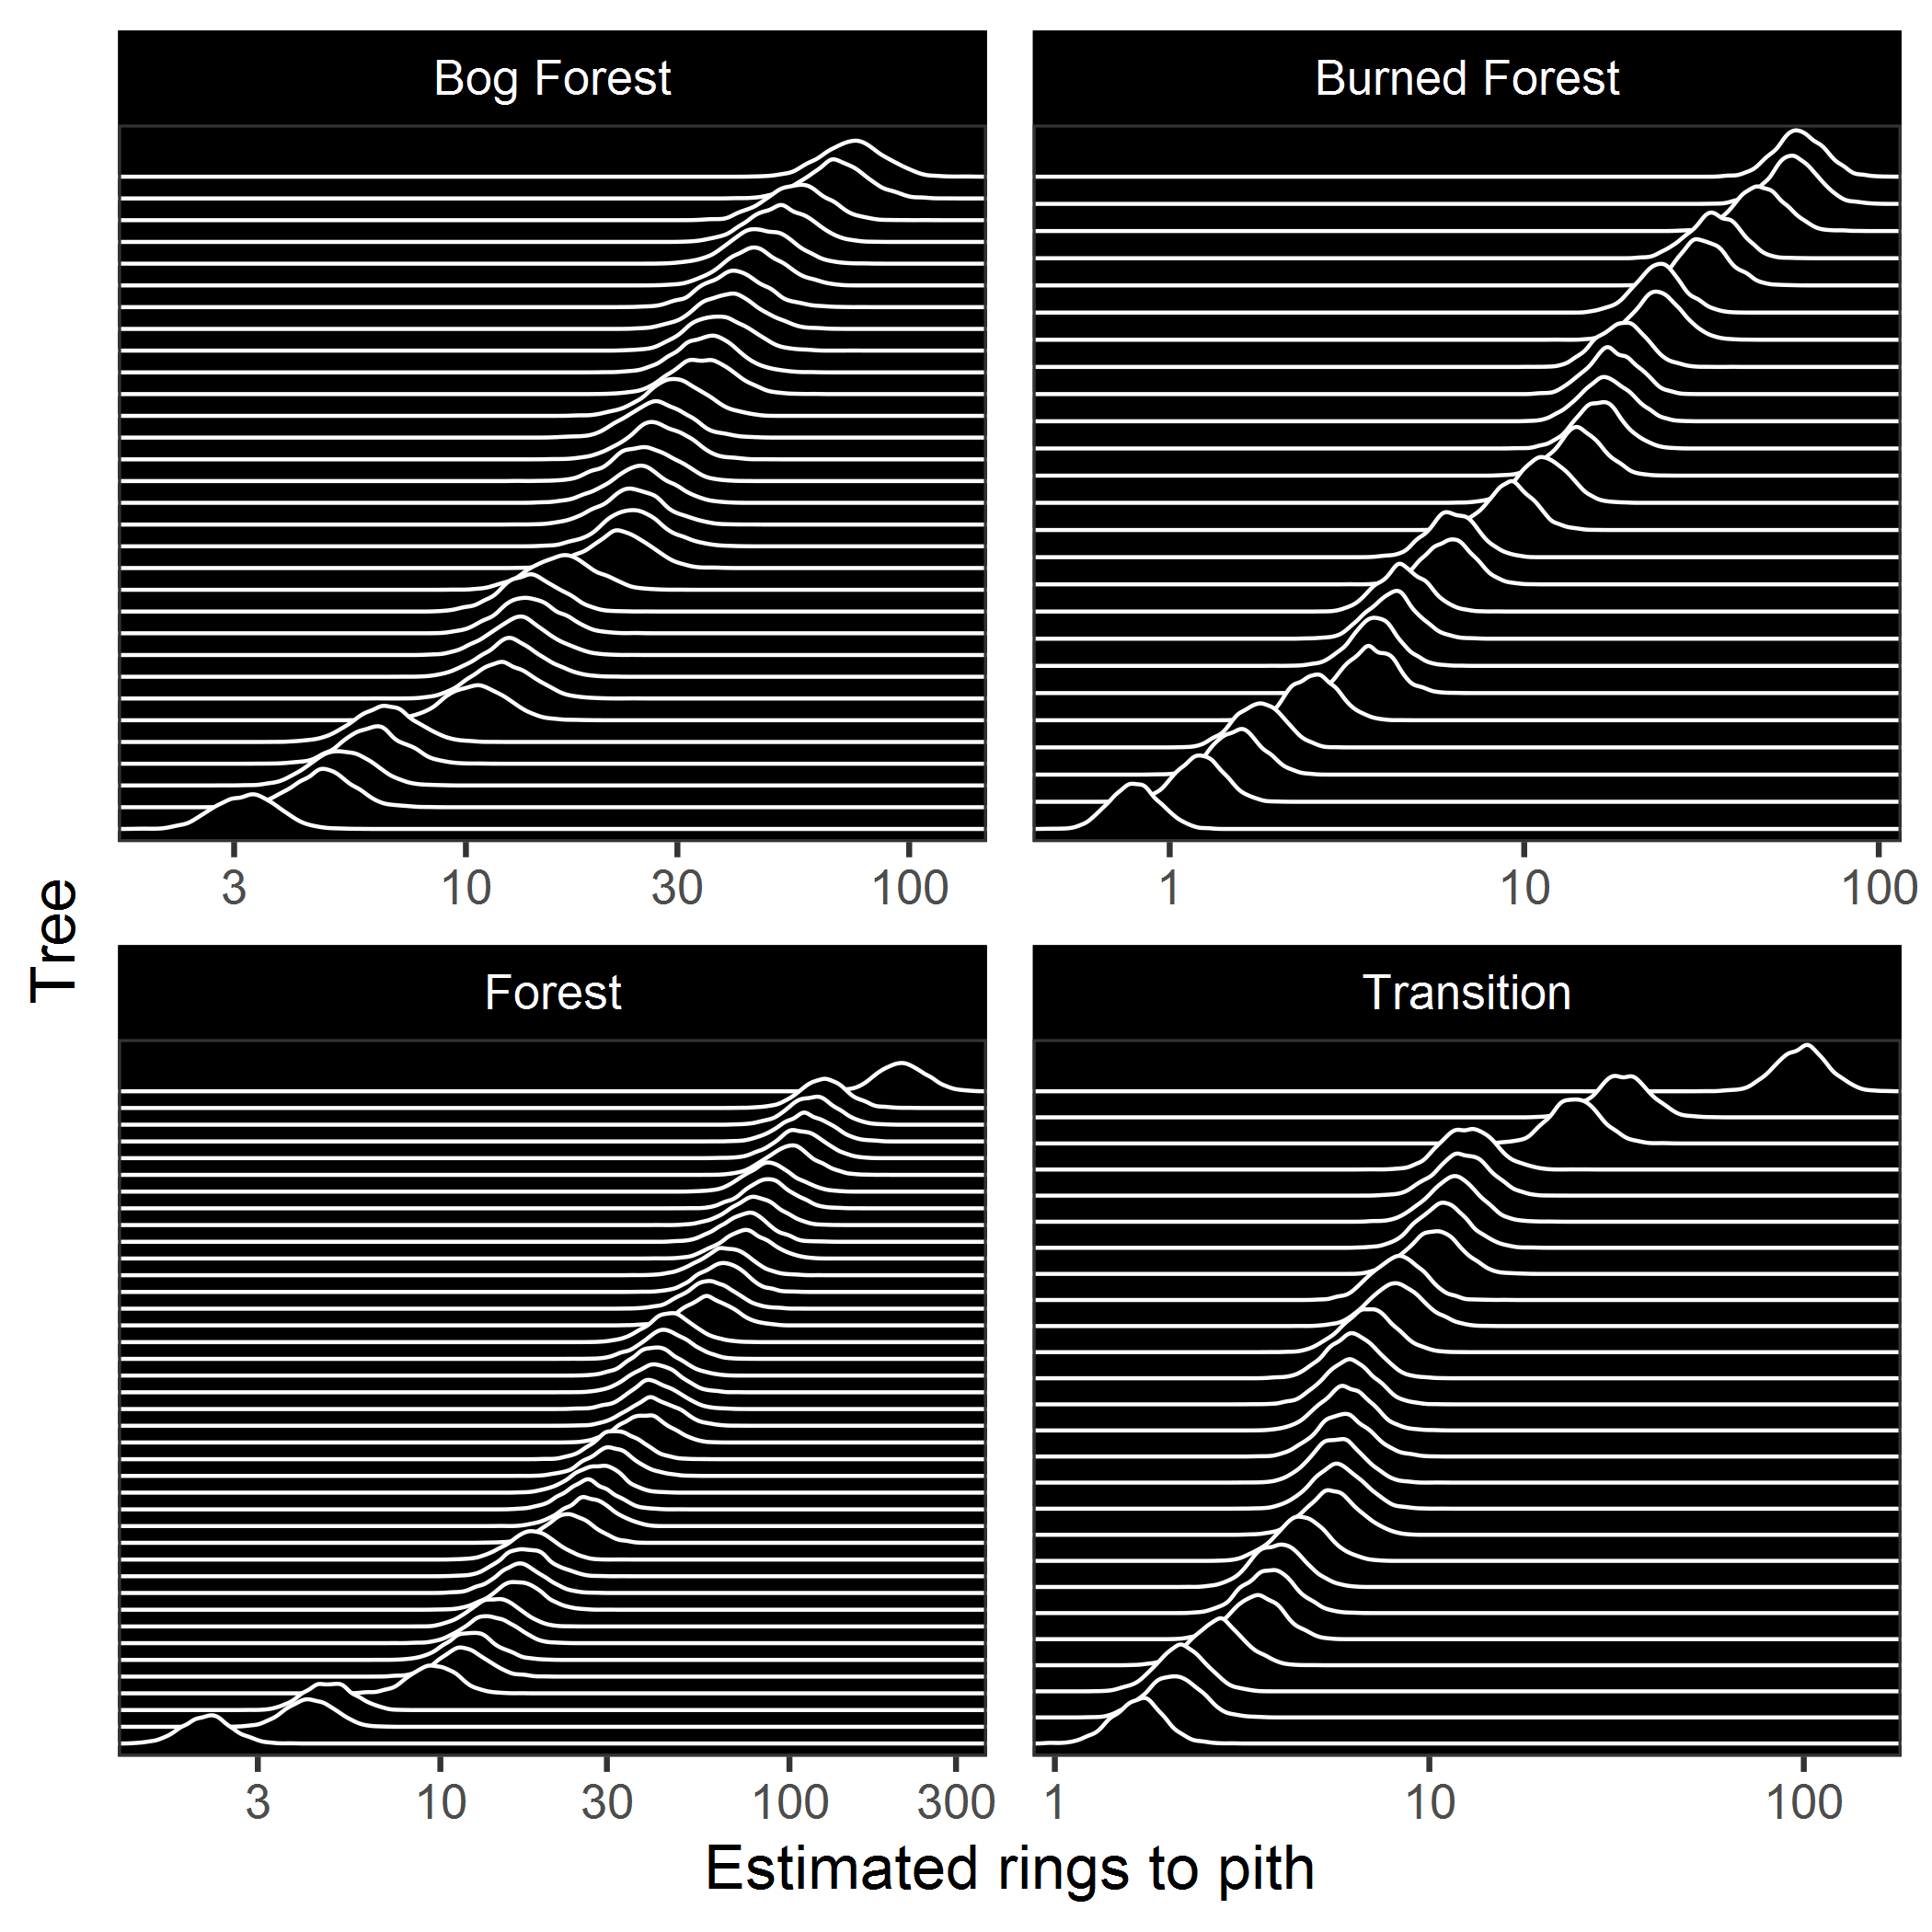 Bog Forest
Burned Forest
3 10 30 100
1 10 100
Tree
Forest
Transition
3 10 30 100 300
1 10 100
Estimated rings to pith